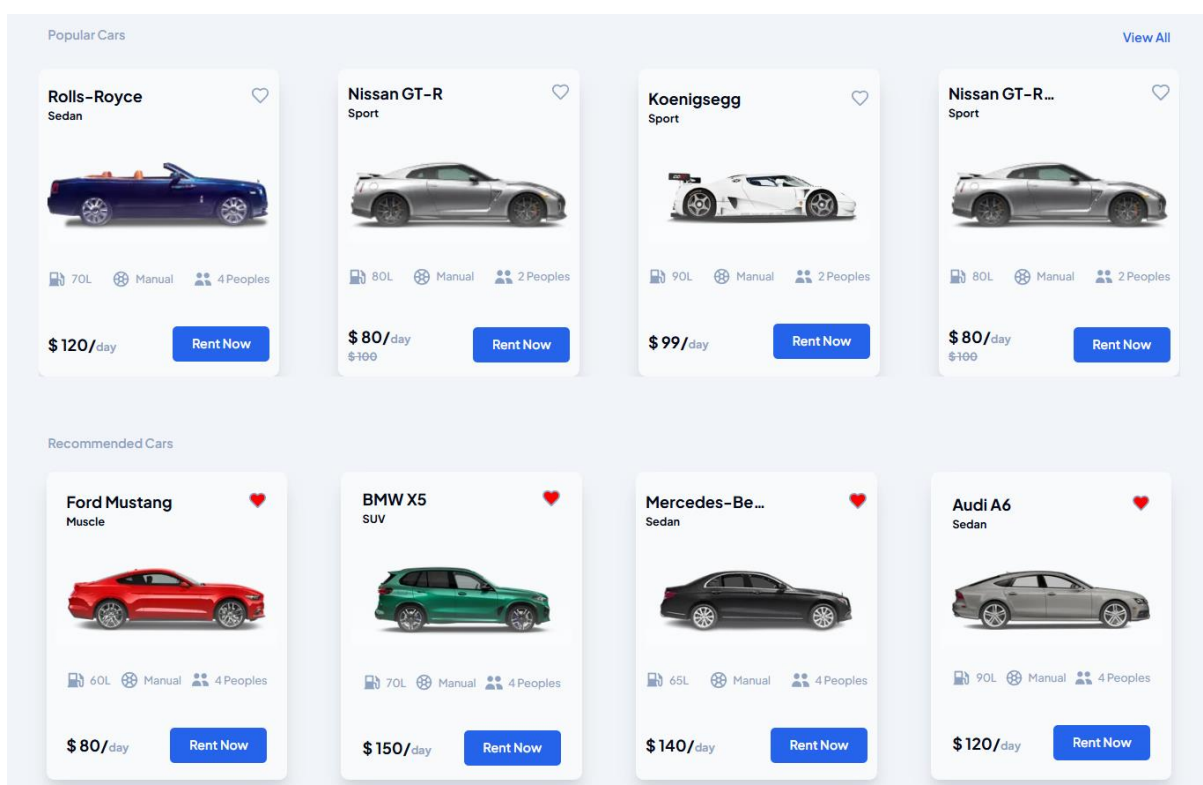 Popular Cars
View All
Rolls-Royce
Sedan
70L Manual 4 Peoples
$ 120/day
Rent Now
Nissan GT-R
Sport
80L Manual 2 Peoples
$ 80/day
$100
Rent Now
Koenigsegg
Sport
90L Manual 2 Peoples
$ 99/day
Rent Now
Nissan GT-R...
Sport
80L Manual 2 Peoples
$ 80/day
$100
Rent Now
Recommended Cars
Ford Mustang
Muscle
60L Manual 4 Peoples
$ 80/day
Rent Now
BMW X5
SUV
70L Manual 4 Peoples
$ 150/day
Rent Now
Mercedes-Be...
Sedan
65L Manual 4 Peoples
$ 140/day
Rent Now
Audi A6
Sedan
90L Manual 4 Peoples
$ 120/day
Rent Now